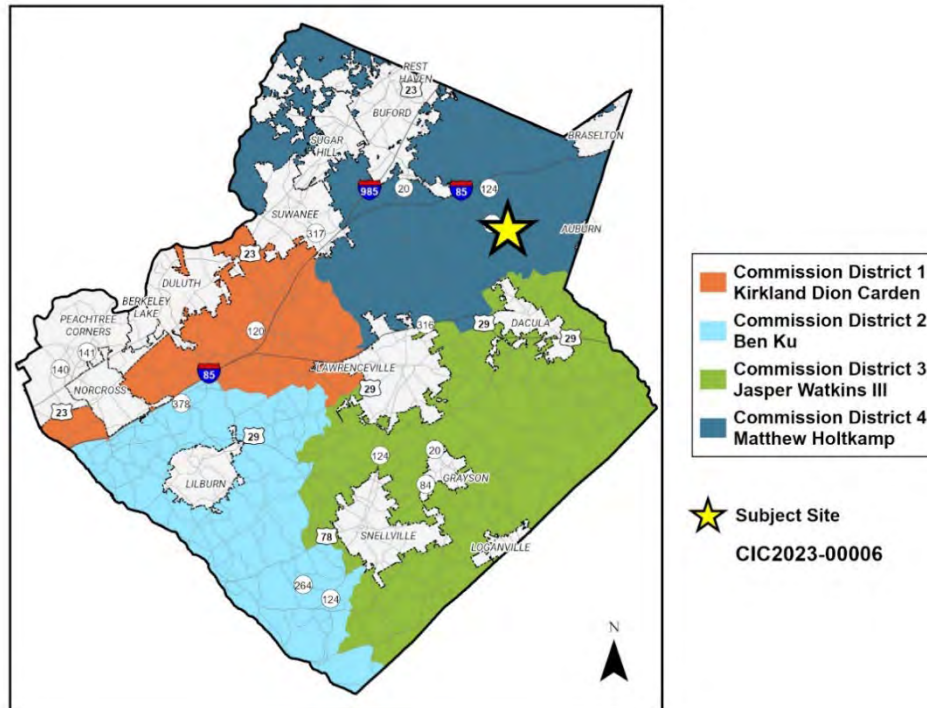 REST
HAVEN
23
BUFORD
BRASELTON
SUGAR
HILL
985
20
85
124
SUWANEE
AUBURN
317
23
DULUTH
BERKELEY
LAKE
PEACHTREE
CORNERS
120
316
29
DACULA
141
29
140
LAWRENCEVILLE
85
29
NORCROSS
23
378
29
124
20
LILBURN
GRAYSON
84
78
SNELLVILLE
LOGANVILLE
264
124
N
Commission District 1
Kirkland Dion Carden
Commission District 2
Ben Ku
Commission District 3
Jasper Watkins III
Commission District 4
Matthew Holtkamp
Subject Site
CIC2023-00006